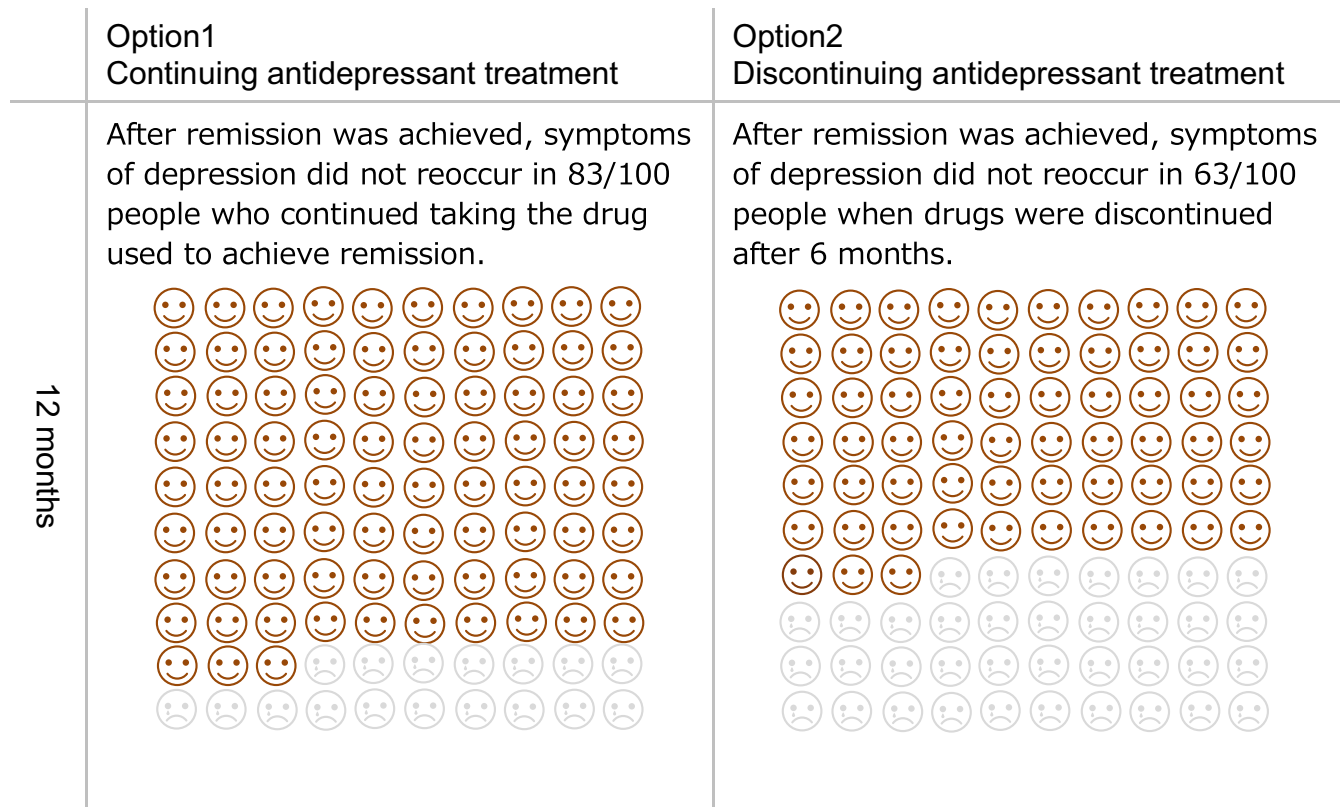 Option1
Continuing antidepressant treatment
Option2
Discontinuing antidepressant treatment
12 months
After remission was achieved, symptoms
of depression did not reoccur in 83/100
people who continued taking the drug
used to achieve remission.
After remission was achieved, symptoms
of depression did not reoccur in 63/100
people when drugs were discontinued
after 6 months.